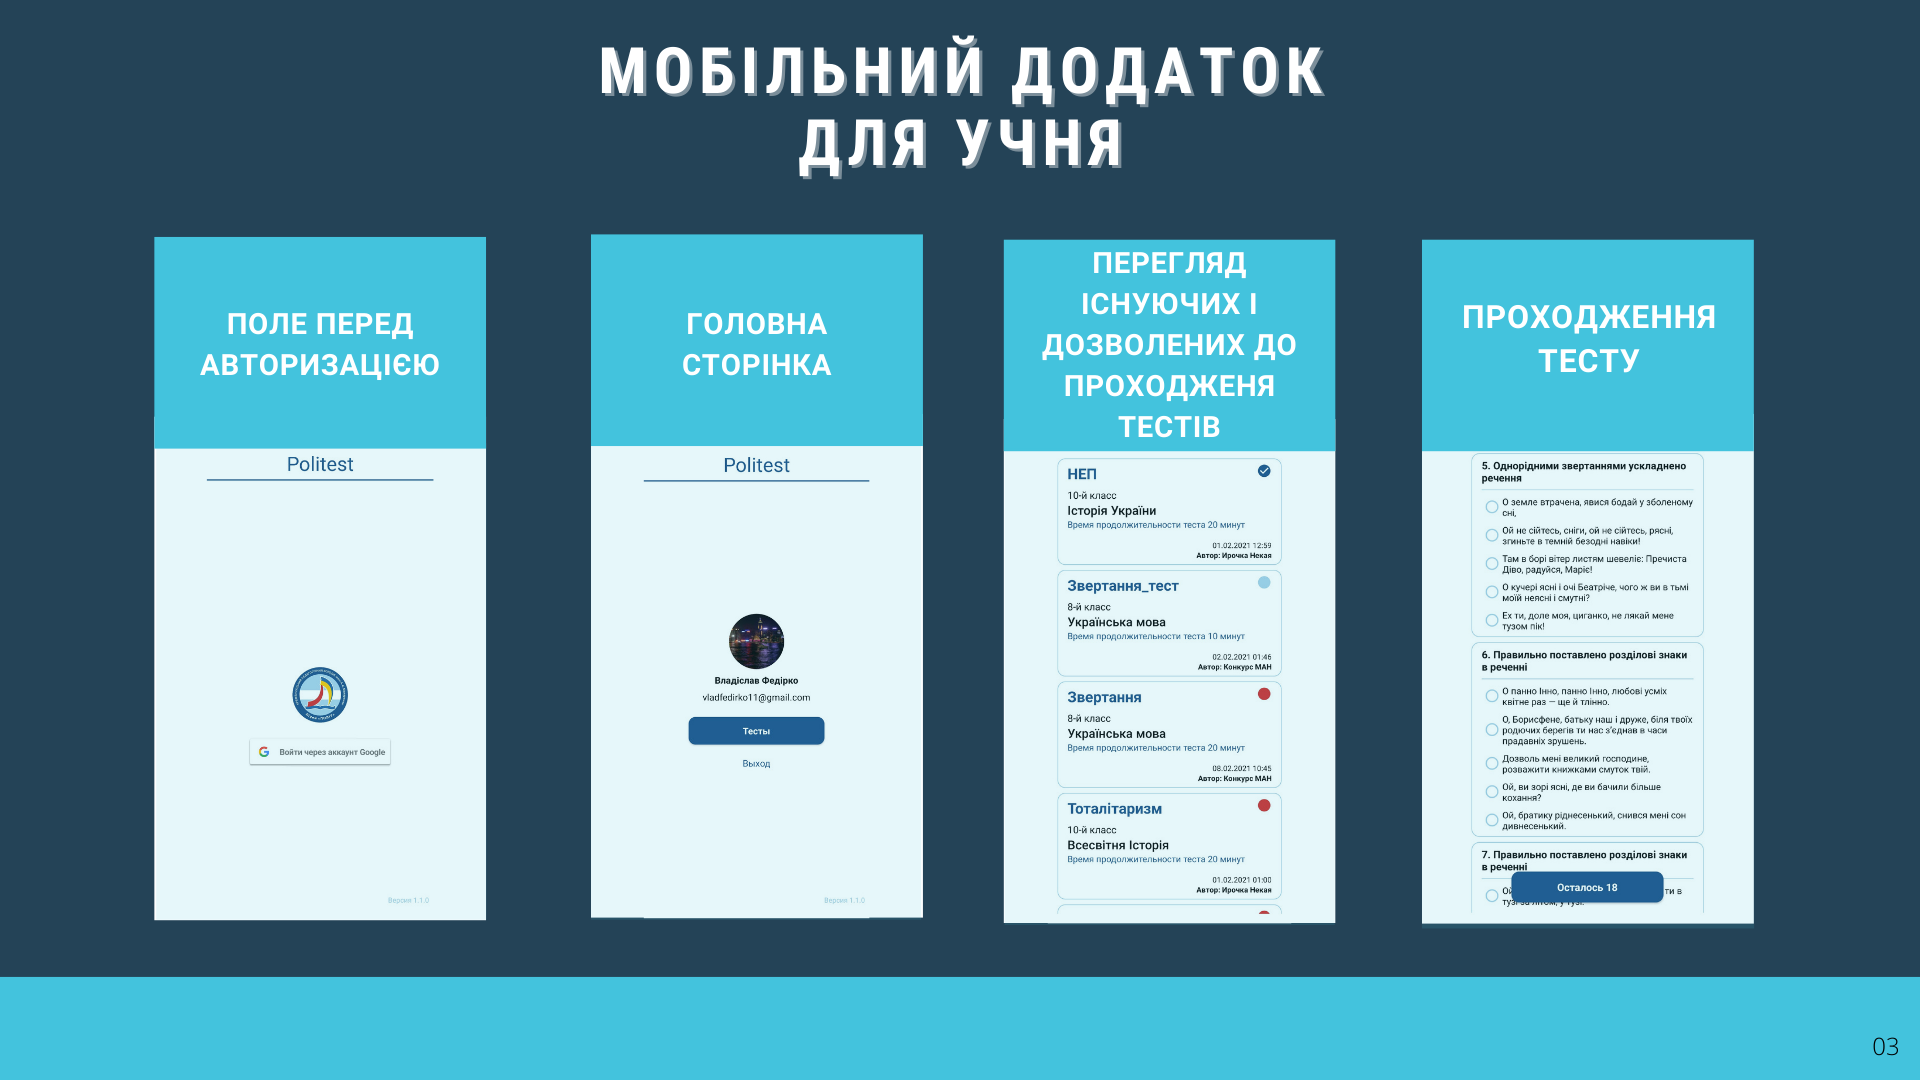 МОБІЛЬНИЙ ДОДАТОК
ДЛЯ УЧНЯ
ПОЛЕ ПЕРЕД
АВТОРИЗАЦІЄЮ
Politest
Войти через аккаунт Google
Версия 1.1.0
ГОЛОВНА
СТОРІНКА
Politest
Владіслав Федірко
vladfedirko11@gmail.com
Тесты
Выход
Версия 1.1.0
ПЕРЕГЛЯД
ІСНУЮЧИХ І
ДОЗВОЛЕНИХ ДО
ПРОХОДЖЕНЯ
ТЕСТІВ
НЕП
10-й класс
Історія України
Время продолжительности теста 20 минут
01.02.2021 12:59
Автор: Ирочка Некая
Звертання_тест
8-й класс
Українська мова
Время продолжительности теста 10 минут
02.02.2021 01:46
Автор: Конкурс МАН
Звертання
8-й класс
Українська мова
Время продолжительности теста 20 минут
08.02.2021 10:45
Автор: Конкурс МАН
Тоталітаризм
10-й класс
Всесвітня Історія
Время продолжительности теста 20 минут
01.02.2021 01:00
Автор: Ирочка Некая
ПРОХОДЖЕННЯ
ТЕСТУ
5. Однорідними звертаннями ускладнено
речення
О земле втрачена, явися бодай у зболеному
сні,
Ой не сійтесь, сніги, ой не сійтесь, рясні,
згиньте в темній безодні навіки!
Там в борі вітер листям шевеліє: Пречиста
Діво, радуйся, Маріє!
О кучері ясні і очі Беатріче, чого ж ви в тьмі
моїй неясні і смутні?
Ех ти, доле моя, циганко, не лякай мене
тузом пік!
6. Правильно поставлено розділові знаки
в реченні
О панно Інно, панно Інно, любові усміх
квітне раз — ще й тлінно.
О, Борисфене, батьку наш і друже, біля твоїх
родючих берегів ти нас з'єднав в часи
прадавніх зрушень.
Дозволь мені великий господине,
розважити книжками смуток твій.
Ой, ви зорі ясні, де ви бачили більше
кохання?
Ой, братику ріднесенький, снився мені сон
дивнесенький.
7. Правильно поставлено розділові знаки
в реченні
Ой ти в
Осталось 18
03